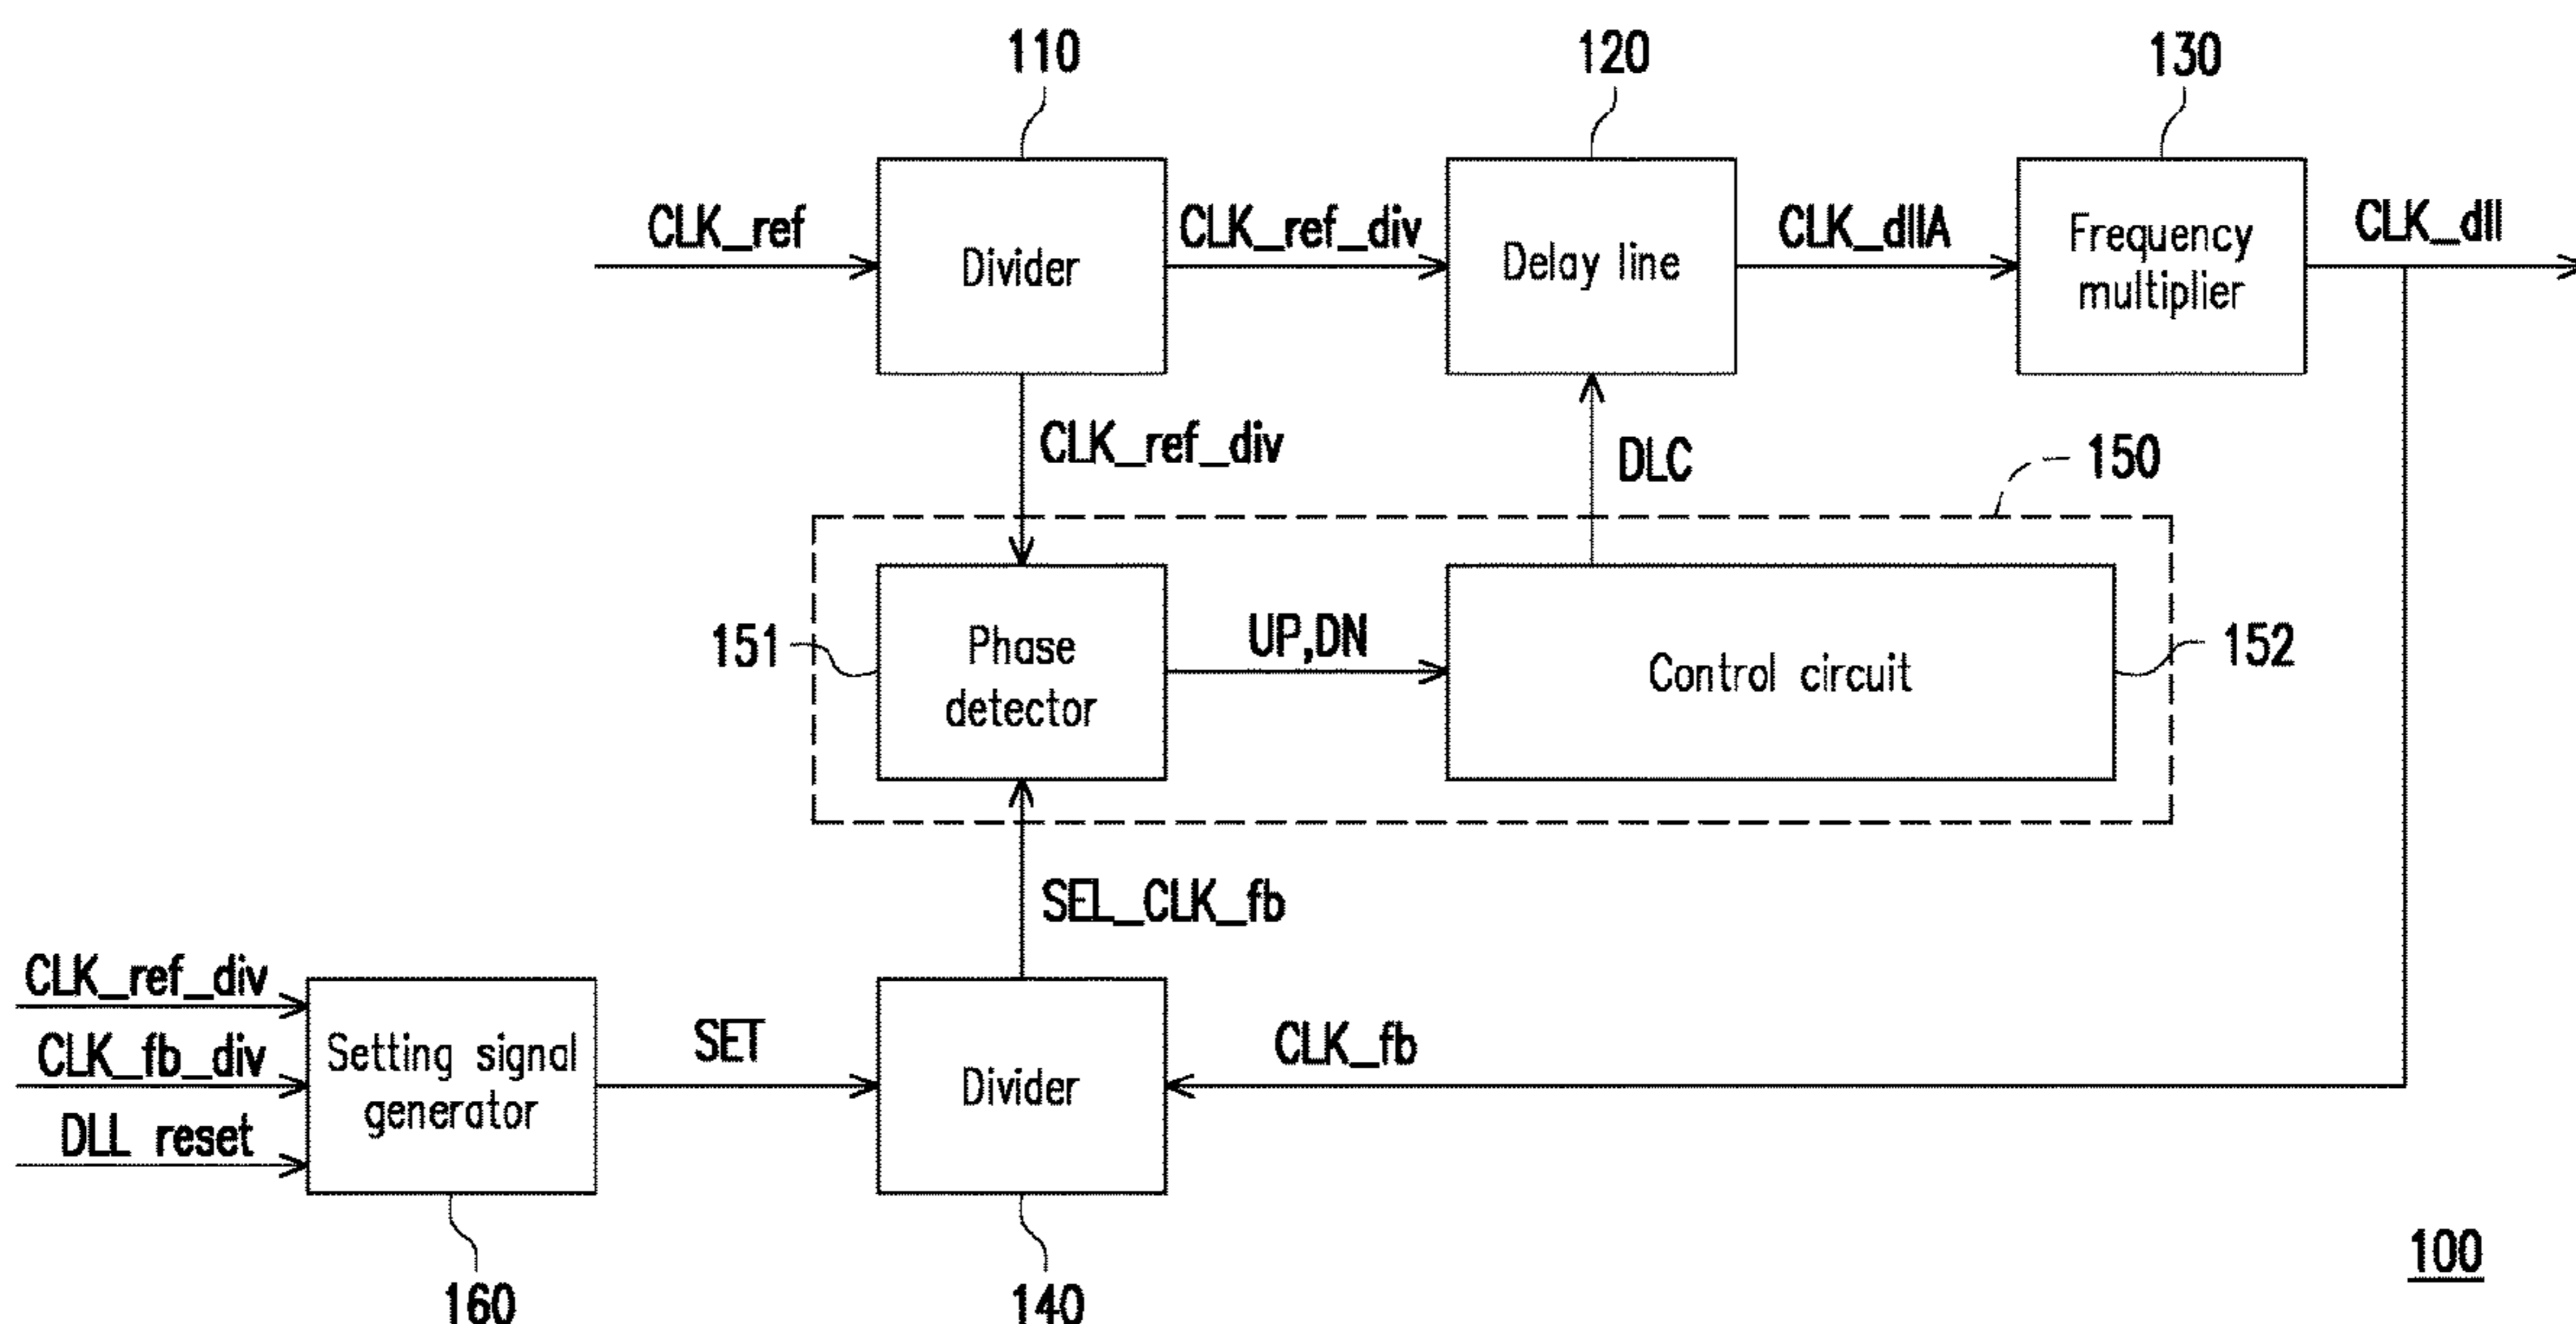 110
120
130
CLK_ref
Divider
CLK_ref_div
Delay line
CLK_dllA
Frequency
multiplier
CLK_dll
CLK_ref_div
DLC
150
151
Phase
detector
UP,DN
Control circuit
152
SEL_CLK_fb
CLK_ref_div
CLK_fb_div
DLL reset
Setting signal
generator
SET
Divider
CLK_fb
160
140
100